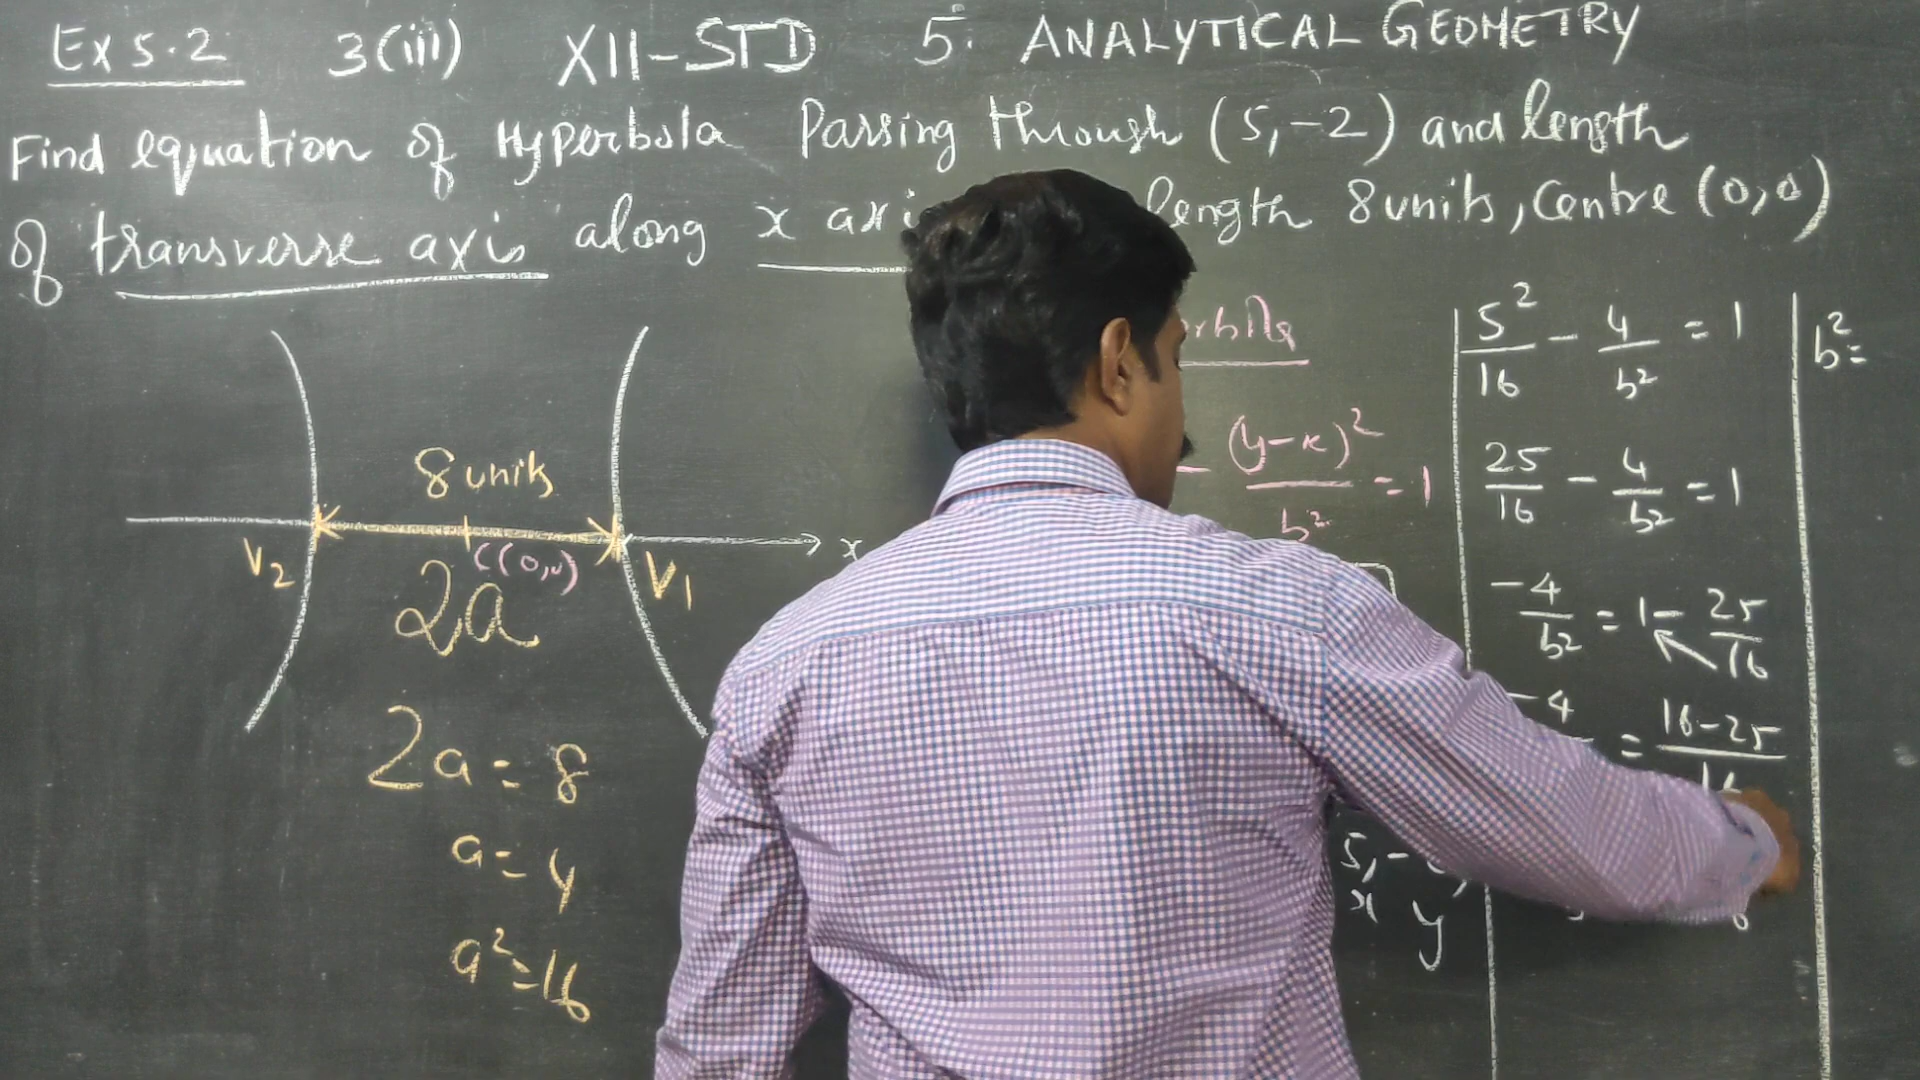 Ex 5.2 3(iii) XII-STD 5. ANALYTICAL GEOMETRY
Find equation of Hyperbola Passing through (5,-2) and length
of transverse axis along x axi length 8 units, Centre (0,0)
8 units
V2 C(0,0) V1 x
2a
2a = 8
a = 4
a² = 16
- (y-k)² / b² = 1
5, -
x y
5²/16 - 4/b² = 1
25/16 - 4/b² = 1
-4/b² = 1 - 25/16
-4 = 16-25/16
b² =